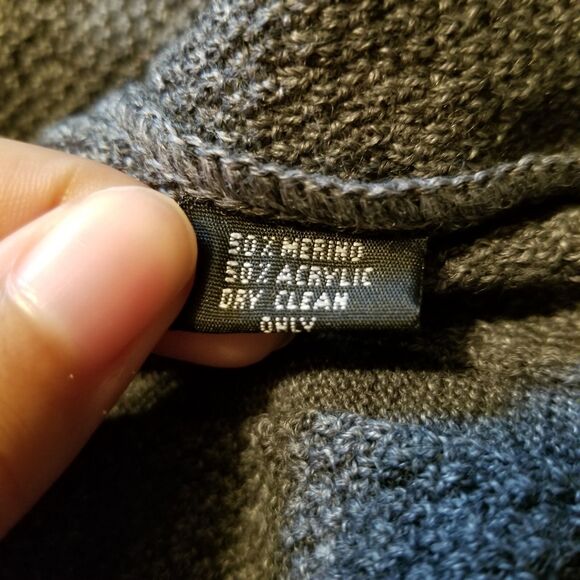 50% MERINO
50% ACRYLIC
DRY CLEAN
ONLY